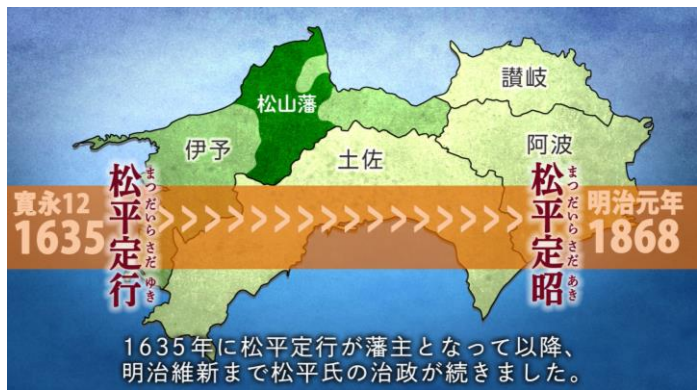 讃岐
松山藩
伊予
土佐
阿波
寛永12
1635
まつだいらさだゆき
松平定行
>>>>>>>>>>>>>>>
まつだいらさだあき
松平定昭
明治元年
1868
1635年に松平定行が藩主となって以降、
明治維新まで松平氏の治政が続きました。